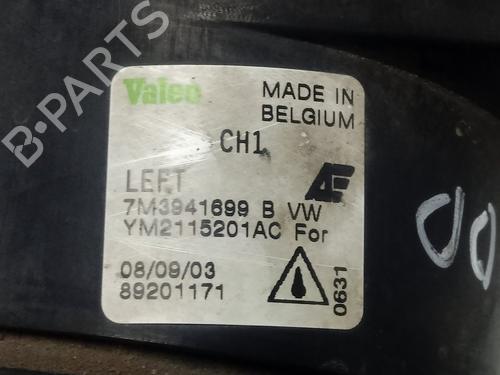 Valeo
MADE IN
BELGIUM
CH1
LEFT
7M3941699 B VW
YM2115201AC For
08/09/03
89201171
0631
B-PARTS